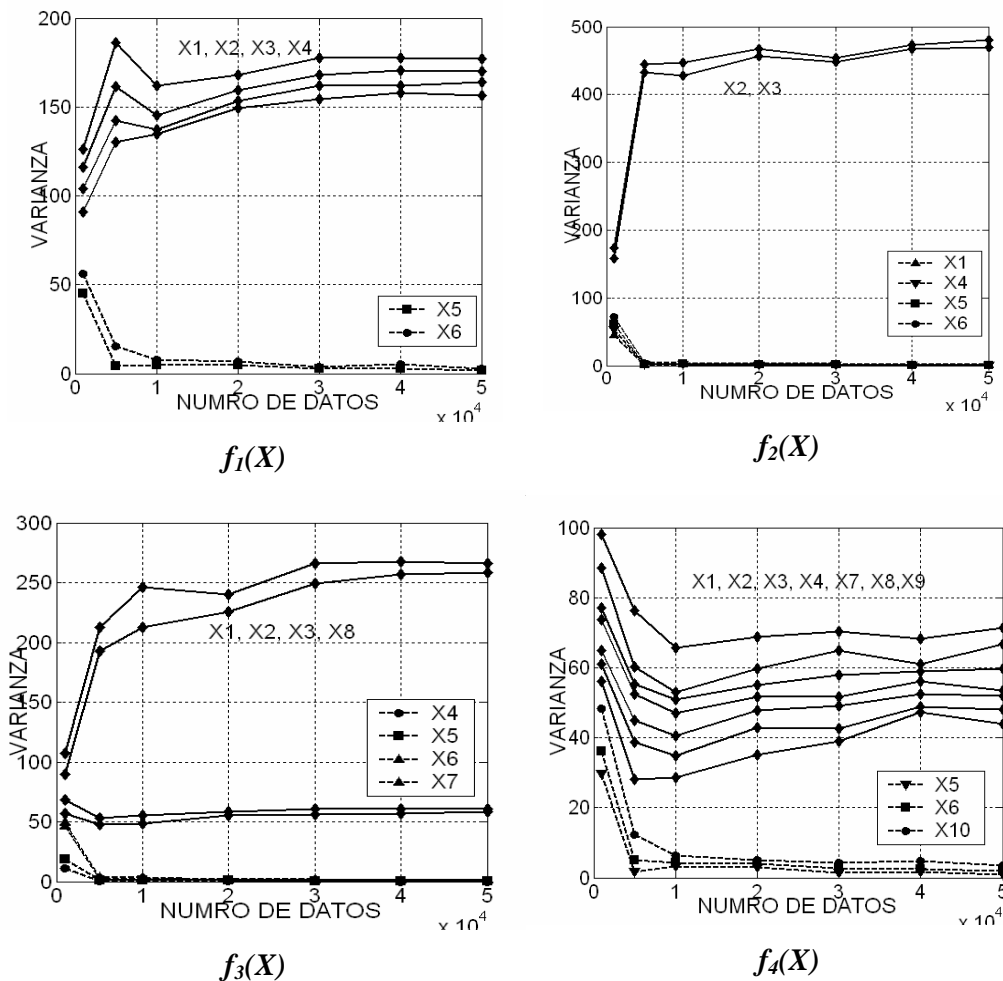 200
150
100
50
0
VARIANZA
X1, X2, X3, X4
X5
X6
0 1 2 3 4 5
NUMRO DE DATOS
x 10^4
f1(X)
500
400
300
200
100
0
VARIANZA
X2, X3
X1
X4
X5
X6
0 1 2 3 4 5
NUMRO DE DATOS
x 10^4
f2(X)
300
250
200
150
100
50
0
VARIANZA
X1, X2, X3, X8
X4
X5
X6
X7
0 1 2 3 4 5
NUMRO DE DATOS
x 10^4
f3(X)
100
80
60
40
20
0
VARIANZA
X1, X2, X3, X4, X7, X8,X9
X5
X6
X10
0 1 2 3 4 5
NUMRO DE DATOS
x 10^4
f4(X)